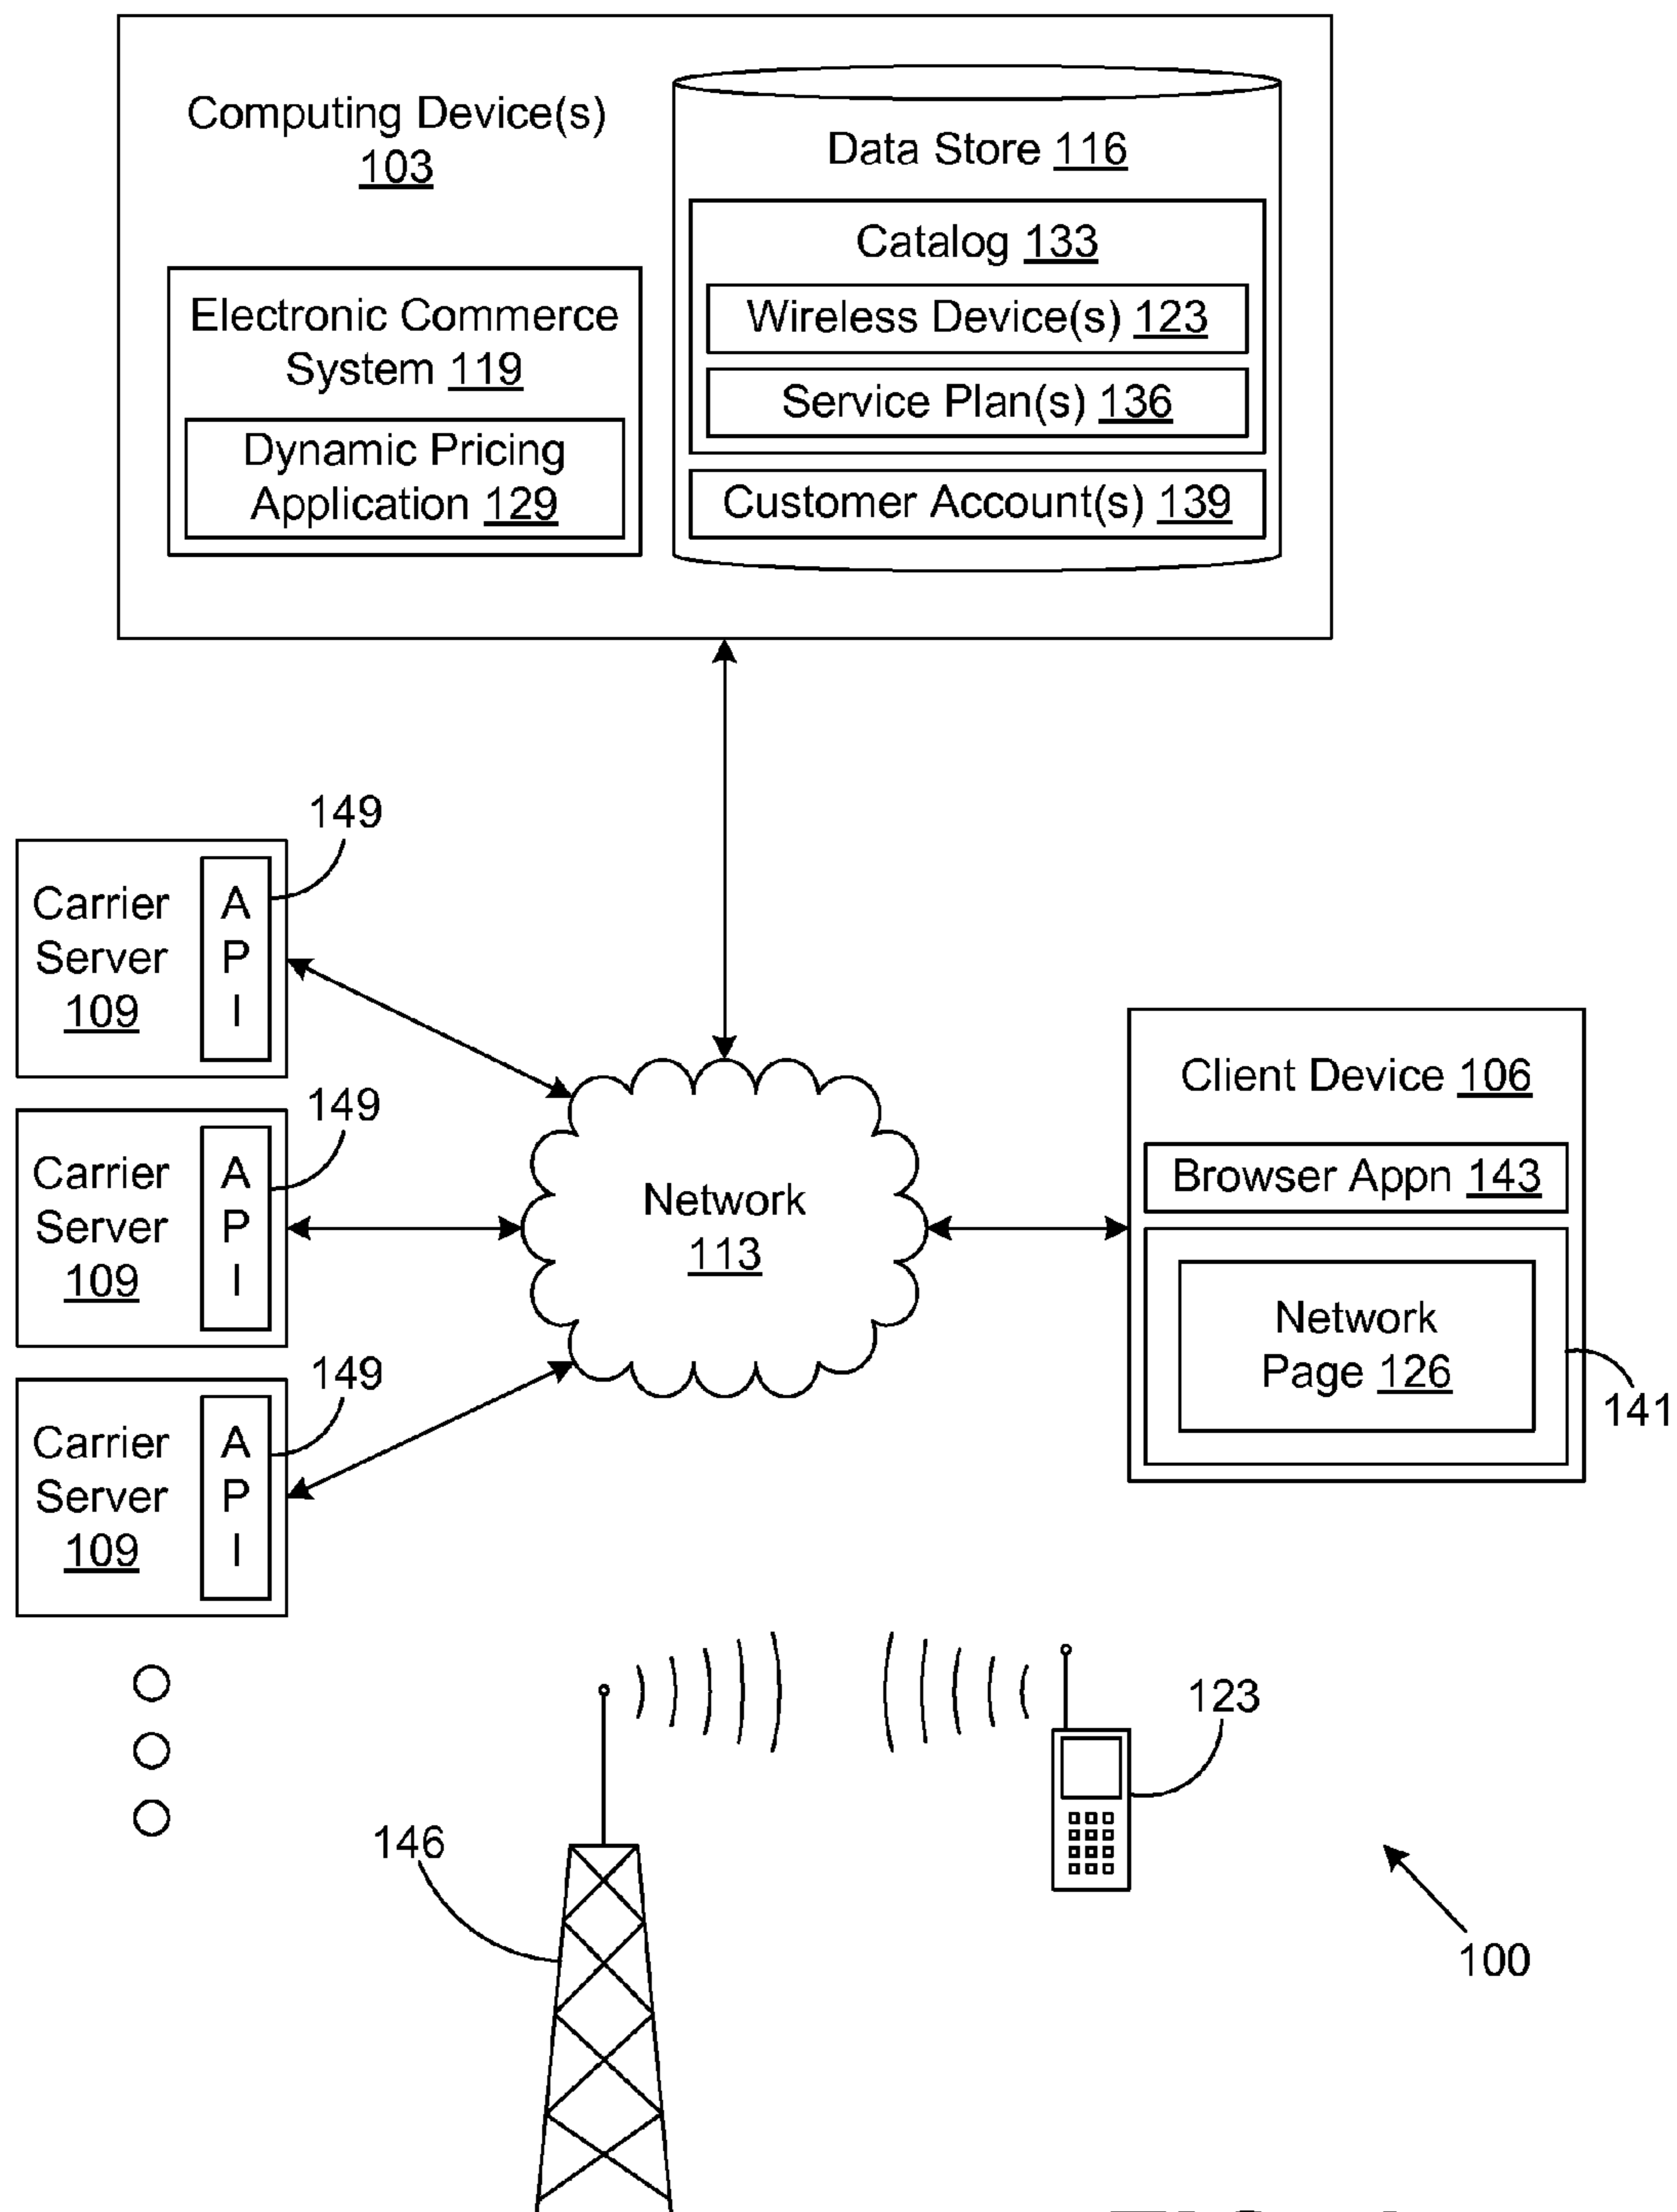 Computing Device(s)
103
Data Store 116
Catalog 133
Wireless Device(s) 123
Service Plan(s) 136
Customer Account(s) 139
Electronic Commerce
System 119
Dynamic Pricing
Application 129
149
Carrier
Server
109
A
P
I
149
Carrier
Server
109
A
P
I
149
Carrier
Server
109
A
P
I
Network
113
Client Device 106
Browser Appn 143
Network
Page 126
141
123
146
100